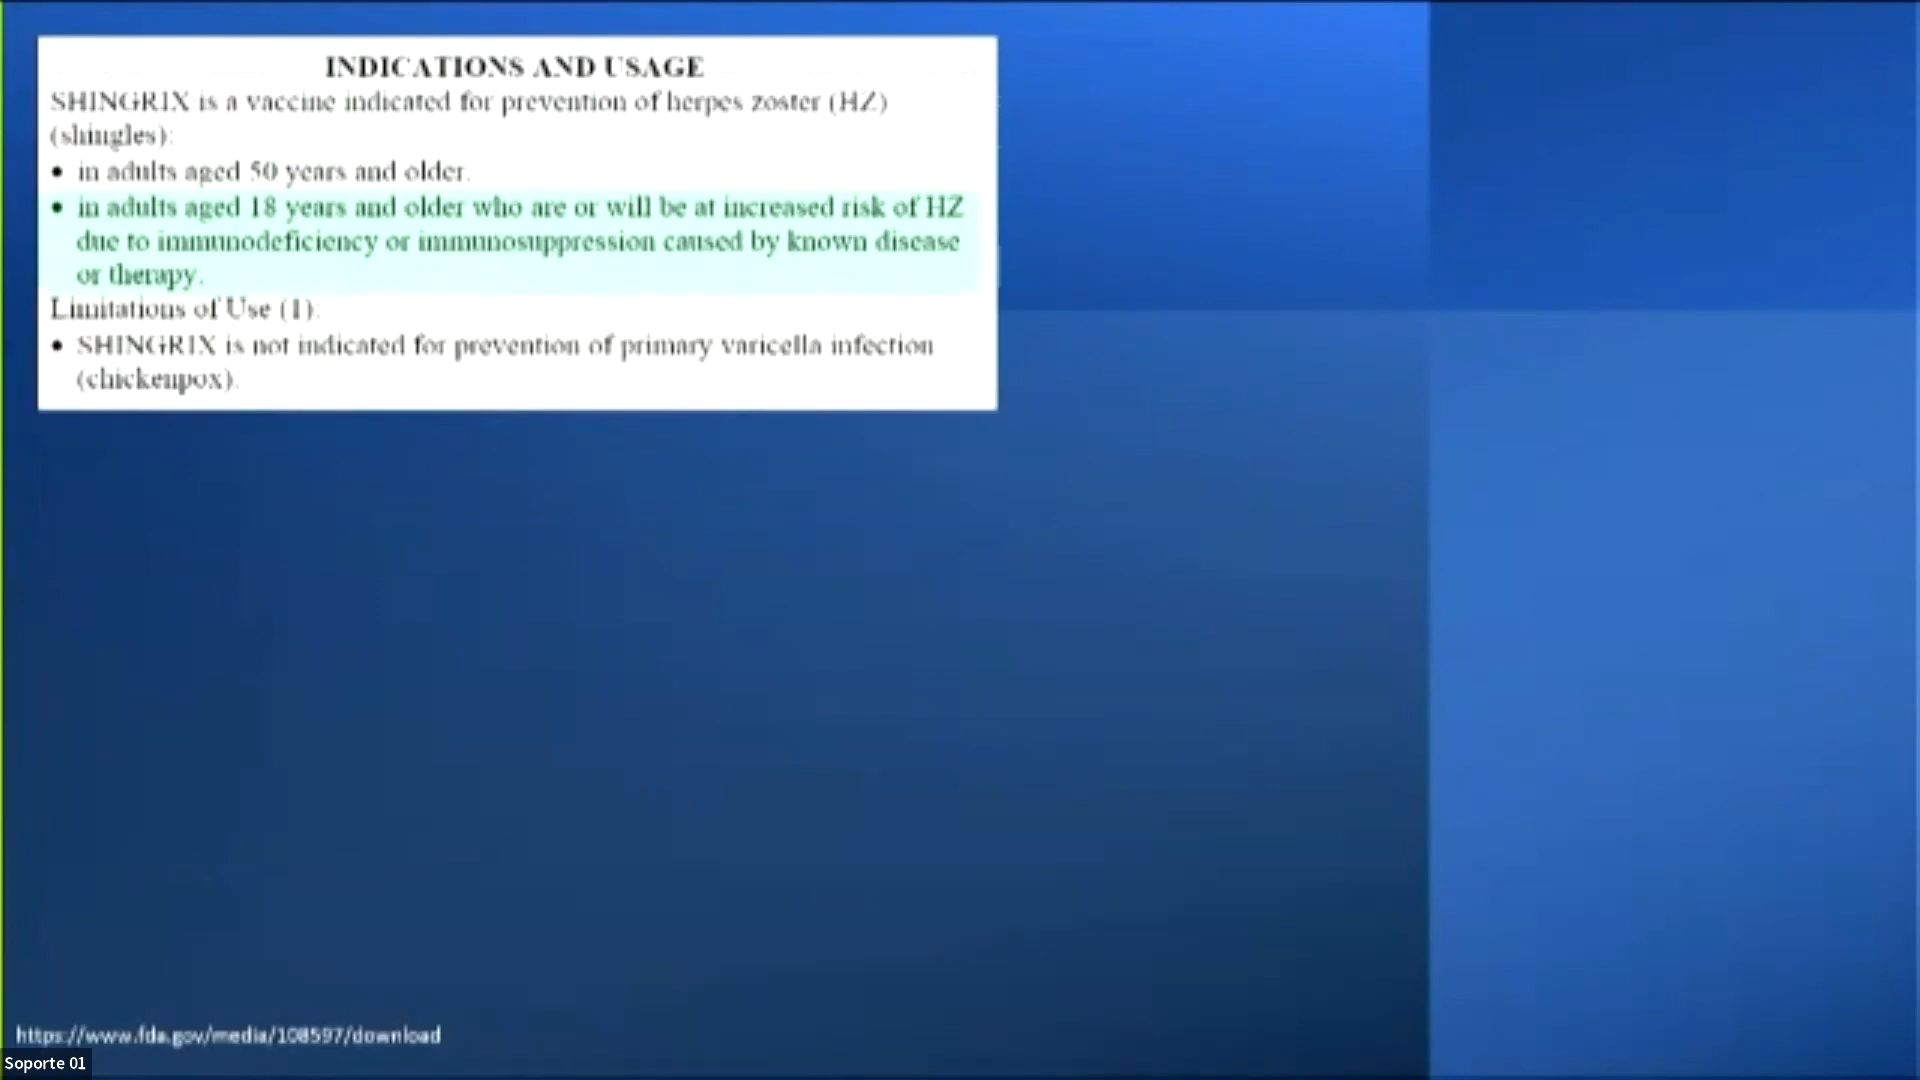 INDICATIONS AND USAGE
SHINGRIX is a vaccine indicated for prevention of herpes zoster (HZ)
(shingles):
• in adults aged 50 years and older.
• in adults aged 18 years and older who are or will be at increased risk of HZ
due to immunodeficiency or immunosuppression caused by known disease
or therapy.
Limitations of Use (1):
• SHINGRIX is not indicated for prevention of primary varicella infection
(chickenpox).
https://www.fda.gov/media/108597/download
Soporte 01